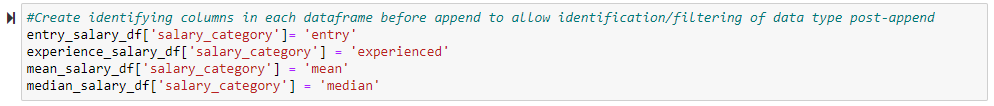 #Create identifying columns in each dataframe before append to allow identification/filtering of data type post-append
entry_salary_df['salary_category']= 'entry'
experience_salary_df['salary_category'] = 'experienced'
mean_salary_df['salary_category'] = 'mean'
median_salary_df['salary_category'] = 'median'